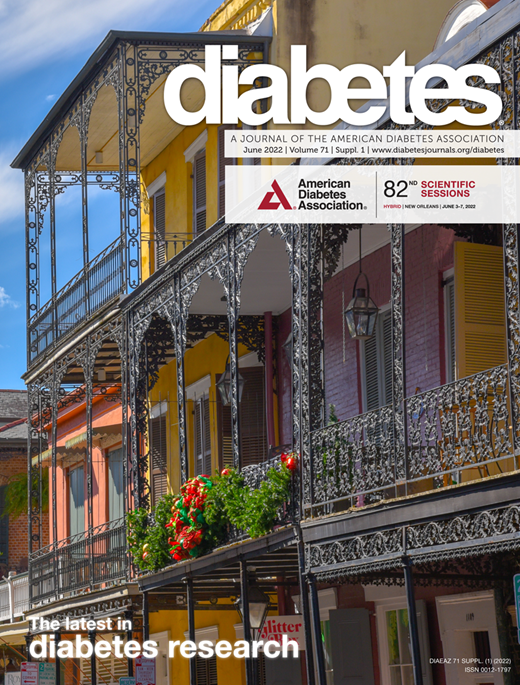 diabetes®
A JOURNAL OF THE AMERICAN DIABETES ASSOCIATION
June 2022 | Volume 71 | Suppl. 1 | www.diabetesjournals.org/diabetes
American
Diabetes
Association®
82ND SCIENTIFIC
SESSIONS
HYBRID | NEW ORLEANS | JUNE 3–7, 2022
The latest in
diabetes research
DIAEAZ 71 SUPPL. (1) (2022)
ISSN 0012-1797